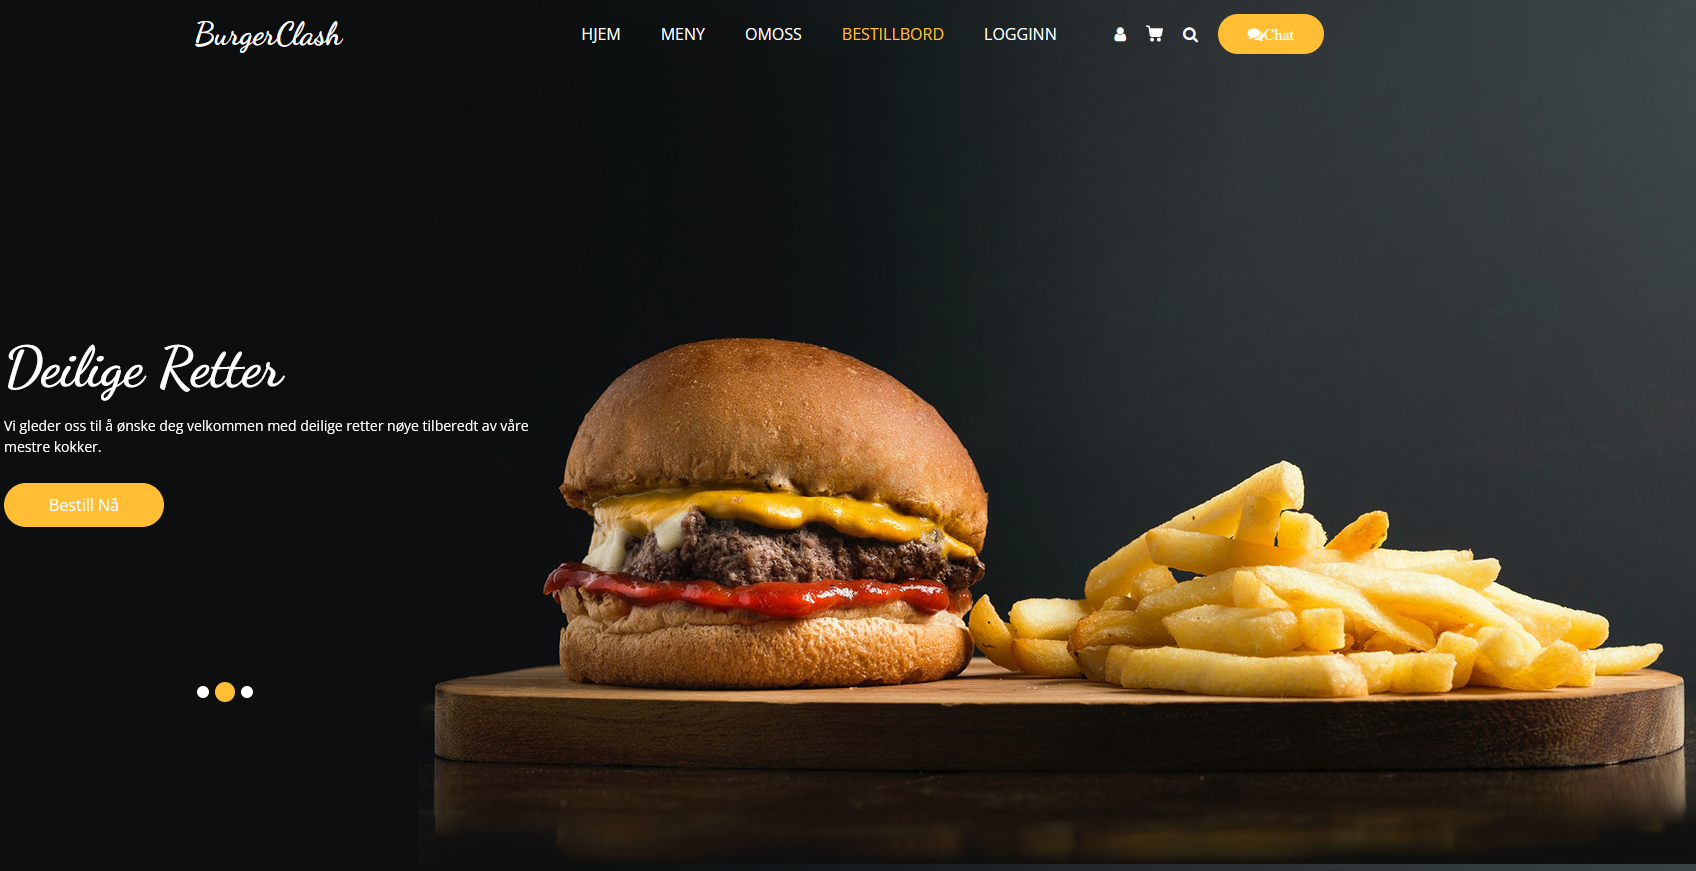 BurgerClash
HJEM MENY OMOSS BESTILLBORD LOGGINN Chat
Deilige Retter
Vi gleder oss til å ønske deg velkommen med deilige retter nøye tilberedt av våre
mestre kokker.
Bestill Nå